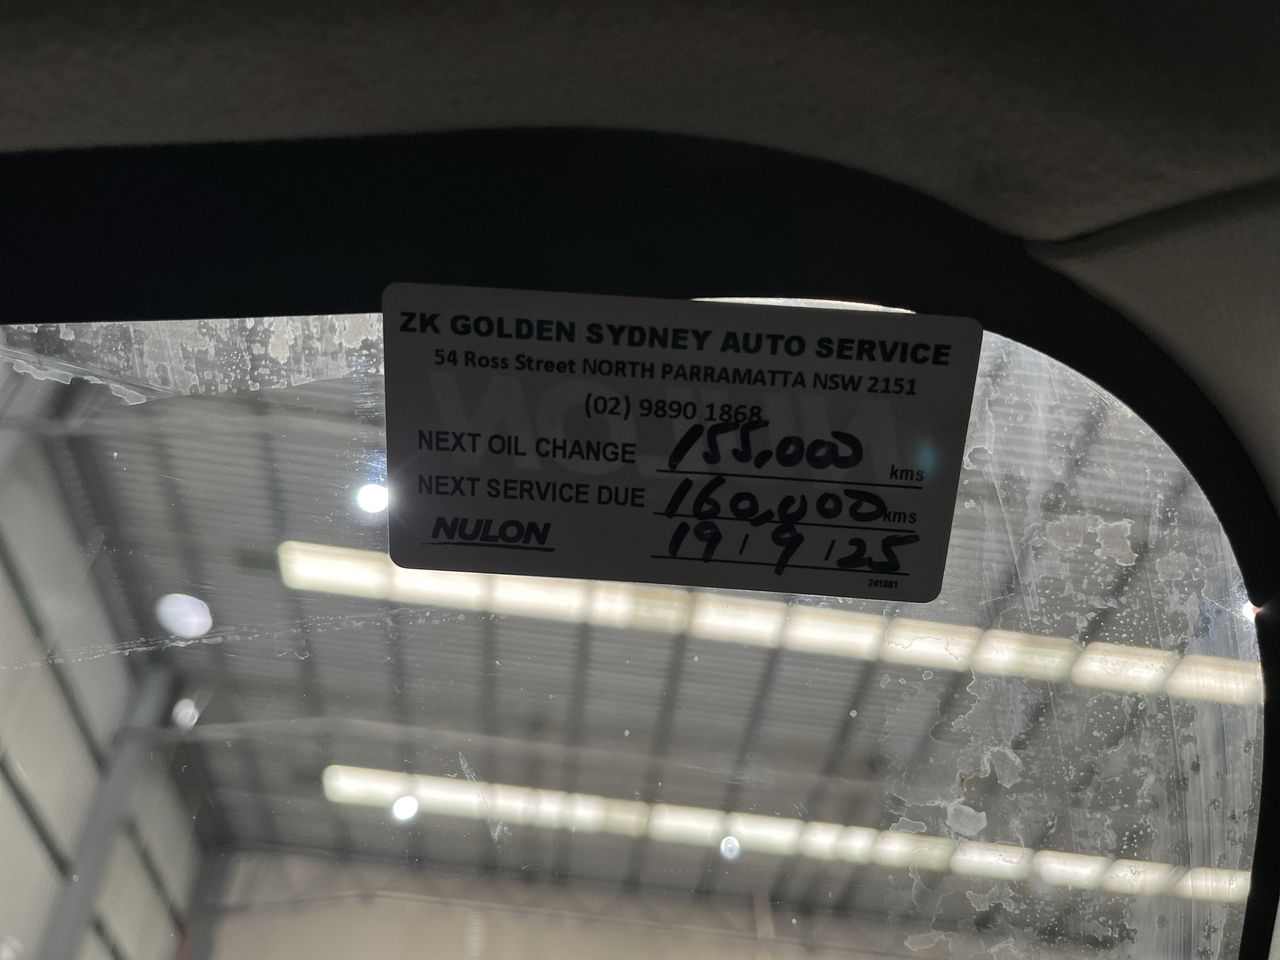 ZK GOLDEN SYDNEY AUTO SERVICE
54 Ross Street NORTH PARRAMATTA NSW 2151
(02) 9890 1868
NEXT OIL CHANGE 155,000 kms
NEXT SERVICE DUE 160,000 kms
NULON 19 / 9 / 25
241001